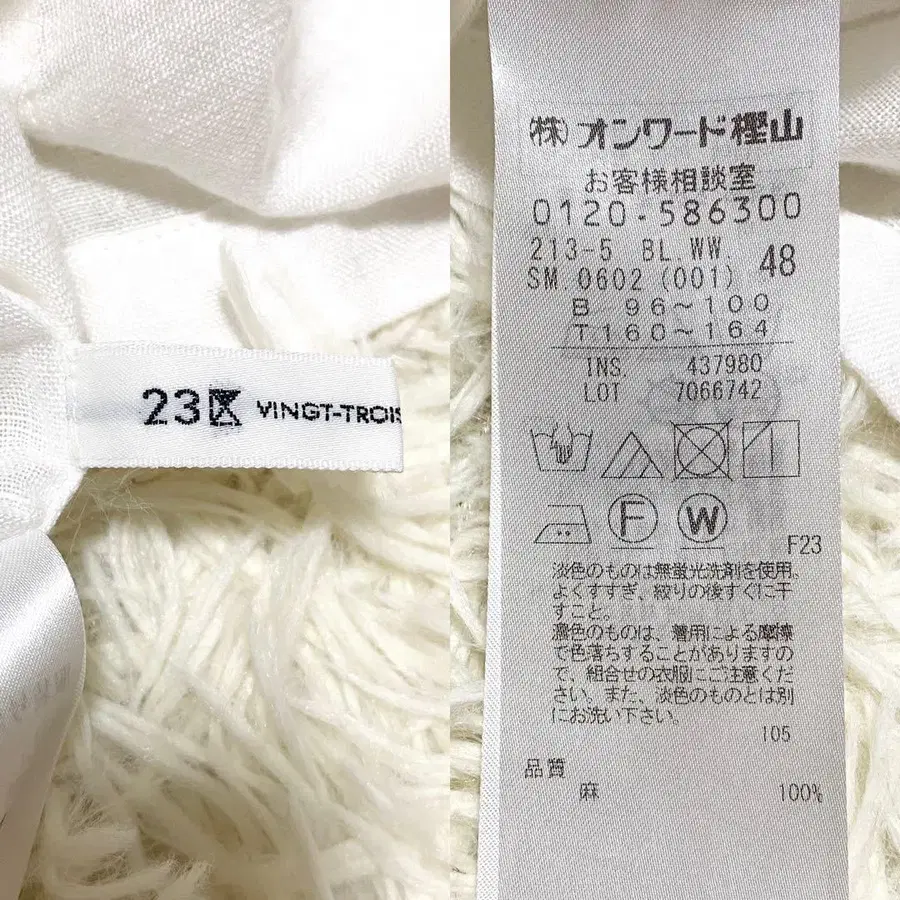 23区 VINGT-TROIS
(株)オンワード樫山
お客様相談室
0120-586300
213-5 BL.WW.
SM.0602(001) 48
B 96~100
T160~164
INS. 437980
LOT 7066742
F
W
F23
淡色のものは無蛍光洗剤を使用。
よくすすぎ、絞りの後すぐに干
すこと。
濃色のものは、着用による摩擦
で色落ちすることがありますの
で、組合せの衣服にご注意くだ
さい。また、淡色のものとは別
にお洗い下さい。
105
品質
麻 100%